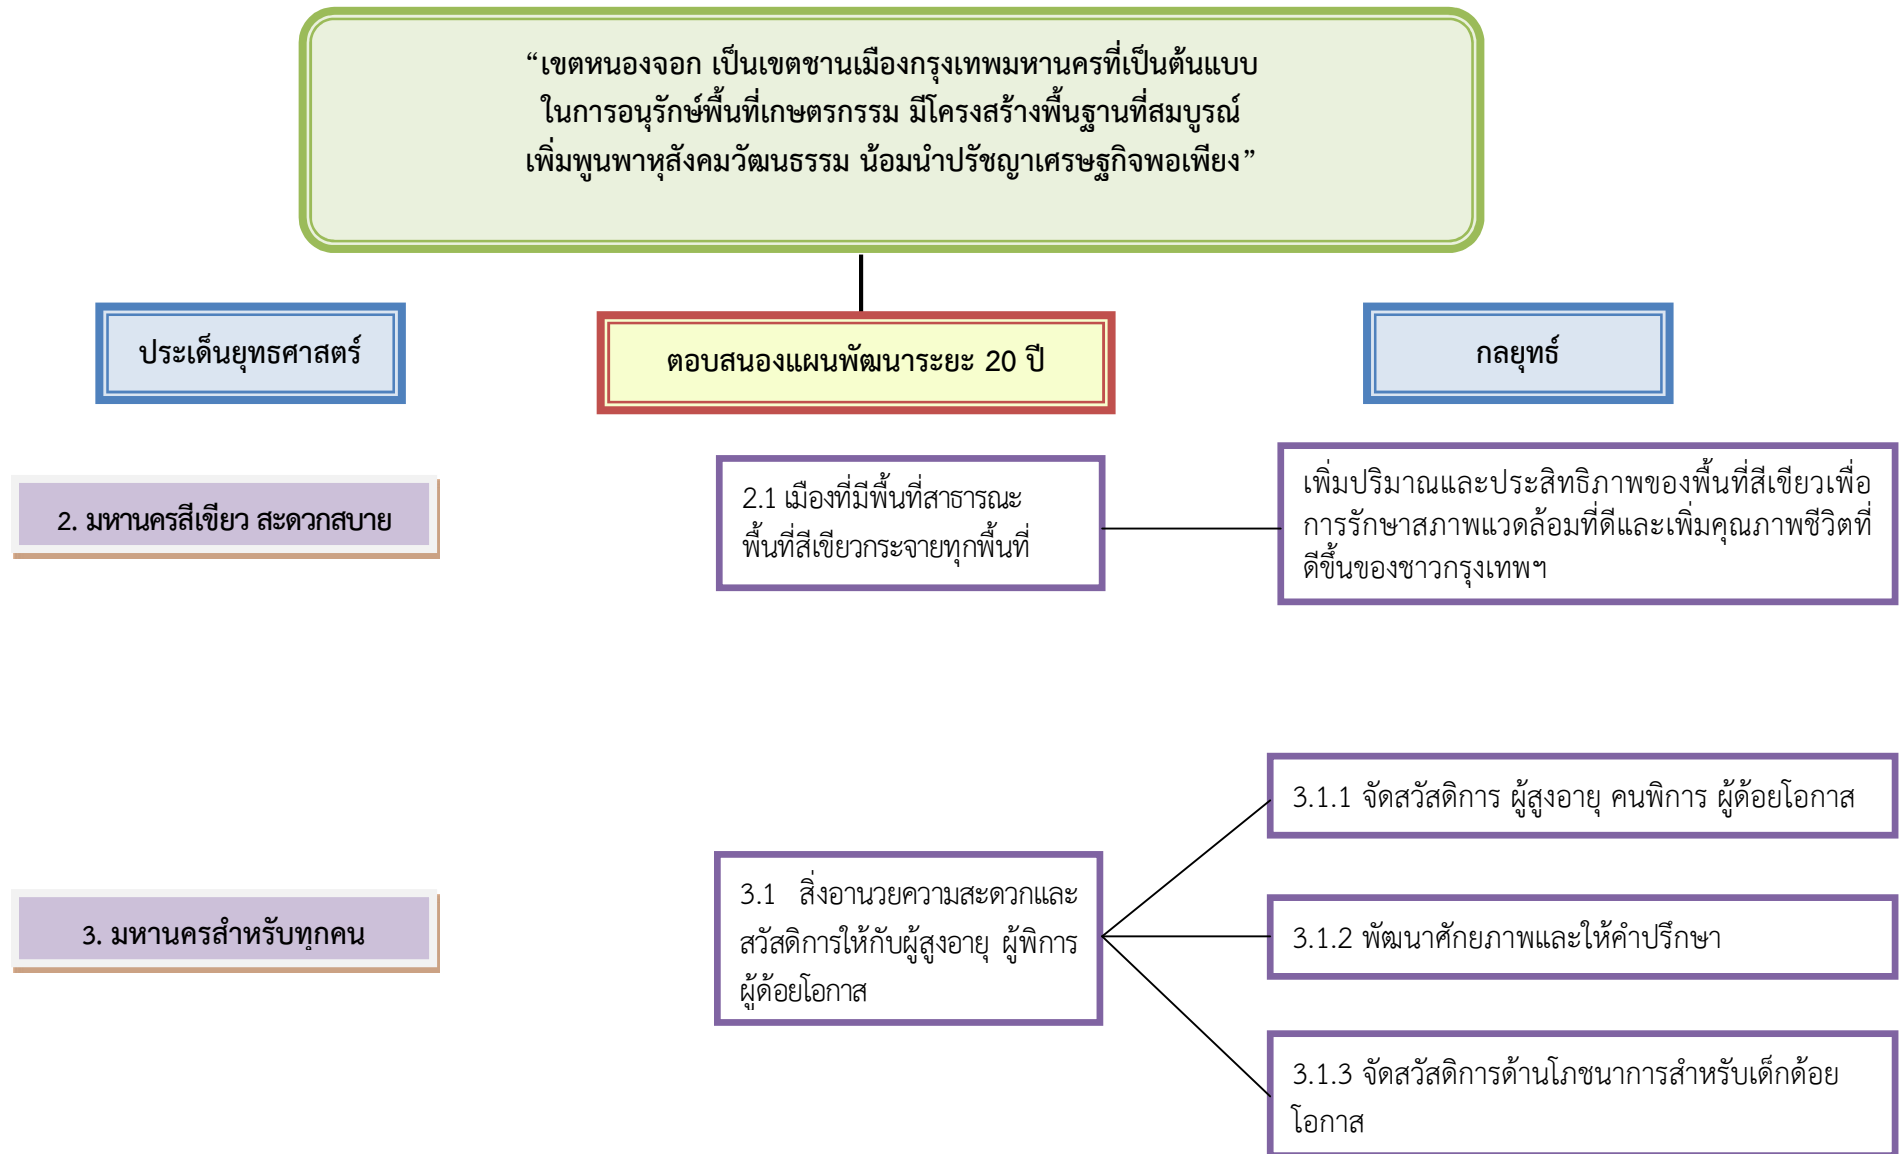 “เขตหนองจอก เป็นเขตชานเมืองกรุงเทพมหานครที่เป็นต้นแบบ
ในการอนุรักษ์พื้นที่เกษตรกรรม มีโครงสร้างพื้นฐานที่สมบูรณ์
เพิ่มพูนพาหุสังคมวัฒนธรรม น้อมนำปรัชญาเศรษฐกิจพอเพียง”
ประเด็นยุทธศาสตร์
ตอบสนองแผนพัฒนาระยะ 20 ปี
กลยุทธ์
2. มหานครสีเขียว สะดวกสบาย
2.1 เมืองที่มีพื้นที่สาธารณะ
พื้นที่สีเขียวกระจายทุกพื้นที่
เพิ่มปริมาณและประสิทธิภาพของพื้นที่สีเขียวเพื่อ
การรักษาสภาพแวดล้อมที่ดีและเพิ่มคุณภาพชีวิตที่
ดีขึ้นของชาวกรุงเทพฯ
3. มหานครสำหรับทุกคน
3.1 สิ่งอานวยความสะดวกและ
สวัสดิการให้กับผู้สูงอายุ ผู้พิการ
ผู้ด้อยโอกาส
3.1.1 จัดสวัสดิการ ผู้สูงอายุ คนพิการ ผู้ด้อยโอกาส
3.1.2 พัฒนาศักยภาพและให้คำปรึกษา
3.1.3 จัดสวัสดิการด้านโภชนาการสำหรับเด็กด้อย
โอกาส